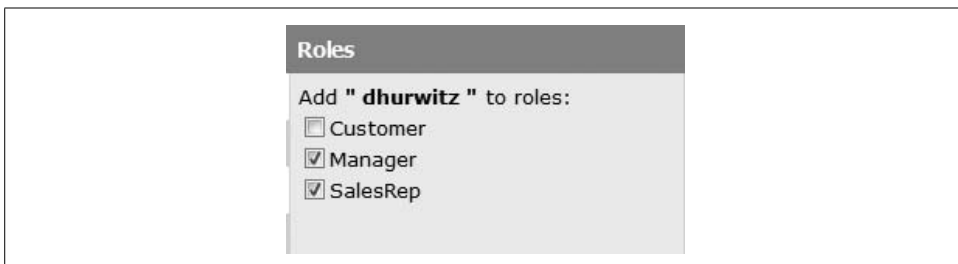 Roles
Add " dhurwitz " to roles:
Customer
Manager
SalesRep